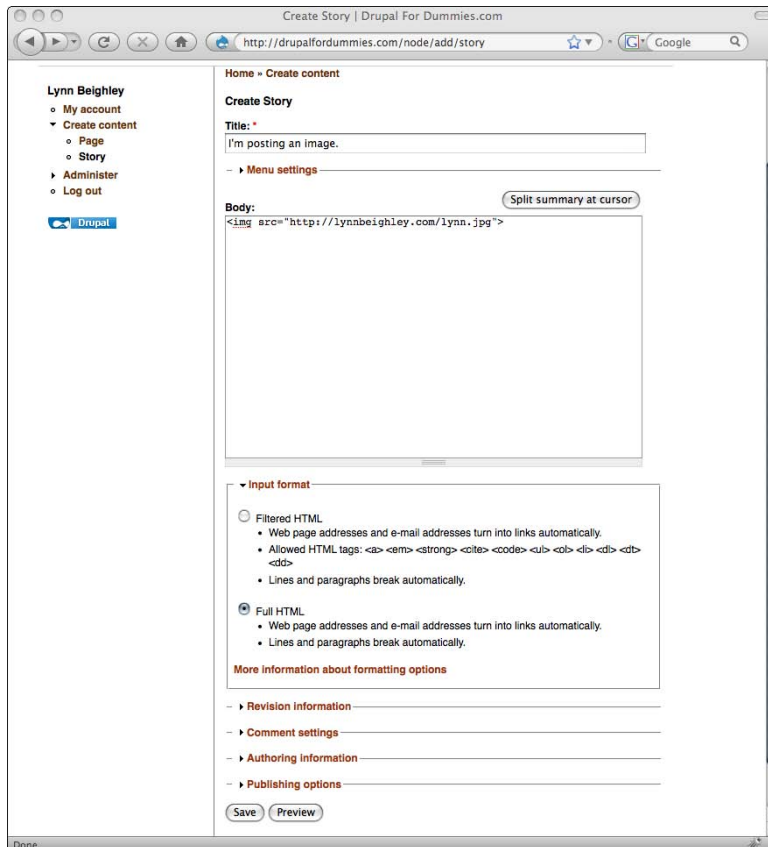 Create Story | Drupal For Dummies.com
http://drupalfordummies.com/node/add/story
Google
Lynn Beighley
My account
Create content
Page
Story
Administer
Log out
Drupal
Home » Create content
Create Story
Title: *
I'm posting an image.
Menu settings
Split summary at cursor
Body:
<img src="http://lynnbeighley.com/lynn.jpg">
Input format
Filtered HTML
• Web page addresses and e-mail addresses turn into links automatically.
• Allowed HTML tags: <a> <em> <strong> <cite> <code> <ul> <ol> <li> <dl> <dt>
<dd>
• Lines and paragraphs break automatically.
Full HTML
• Web page addresses and e-mail addresses turn into links automatically.
• Lines and paragraphs break automatically.
More information about formatting options
Revision information
Comment settings
Authoring information
Publishing options
Save Preview
Done